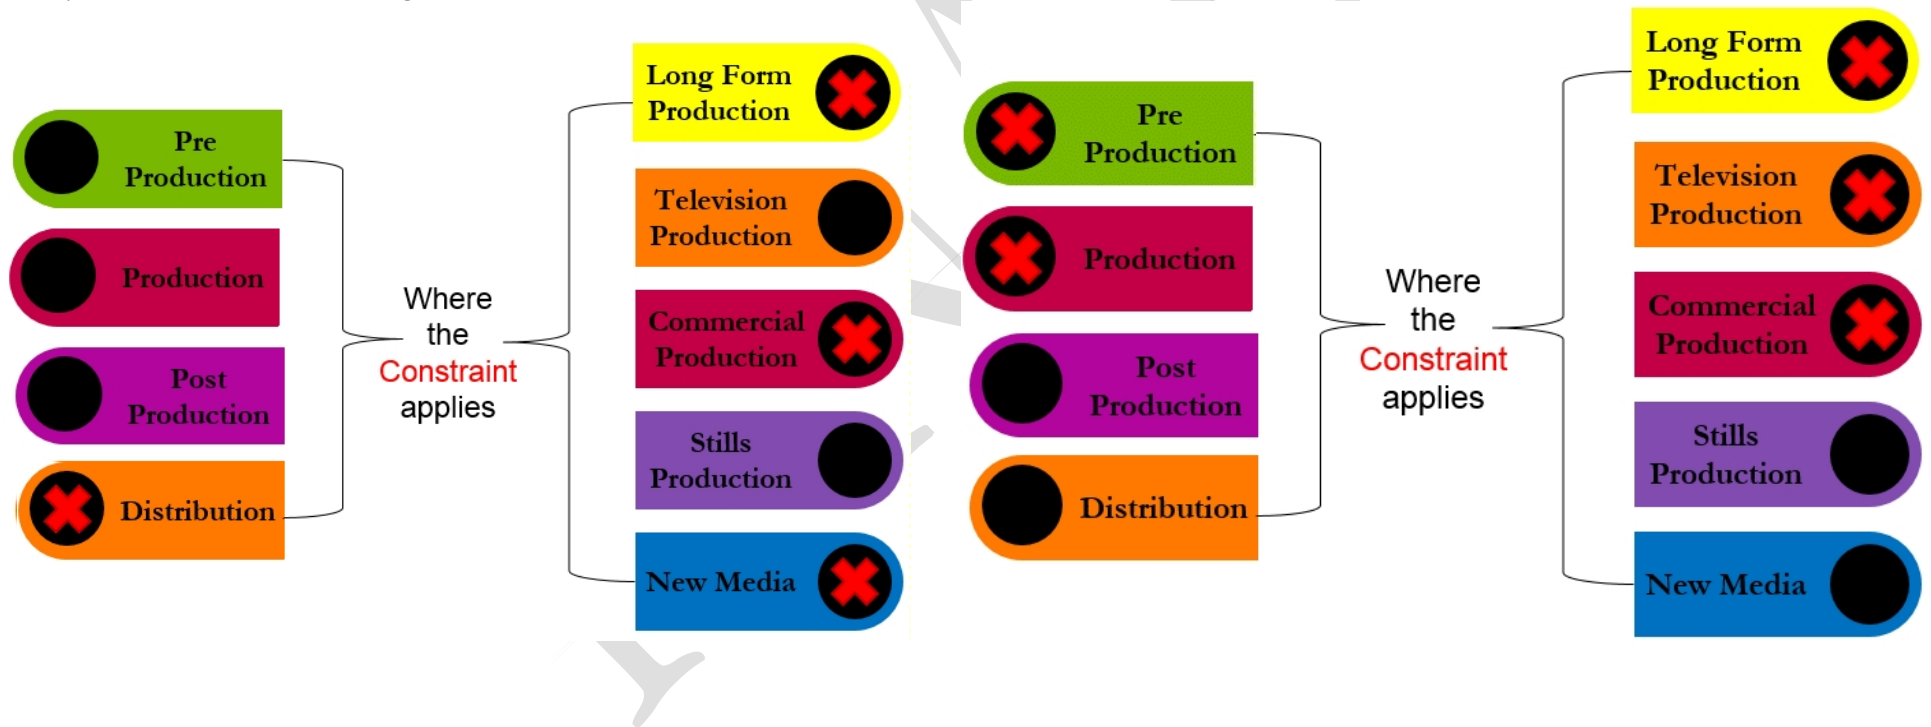 Pre
Production
Production
Post
Production
Distribution
Where
the
Constraint
applies
Long Form
Production
Television
Production
Commercial
Production
Stills
Production
New Media
Pre
Production
Production
Post
Production
Distribution
Where
the
Constraint
applies
Long Form
Production
Television
Production
Commercial
Production
Stills
Production
New Media